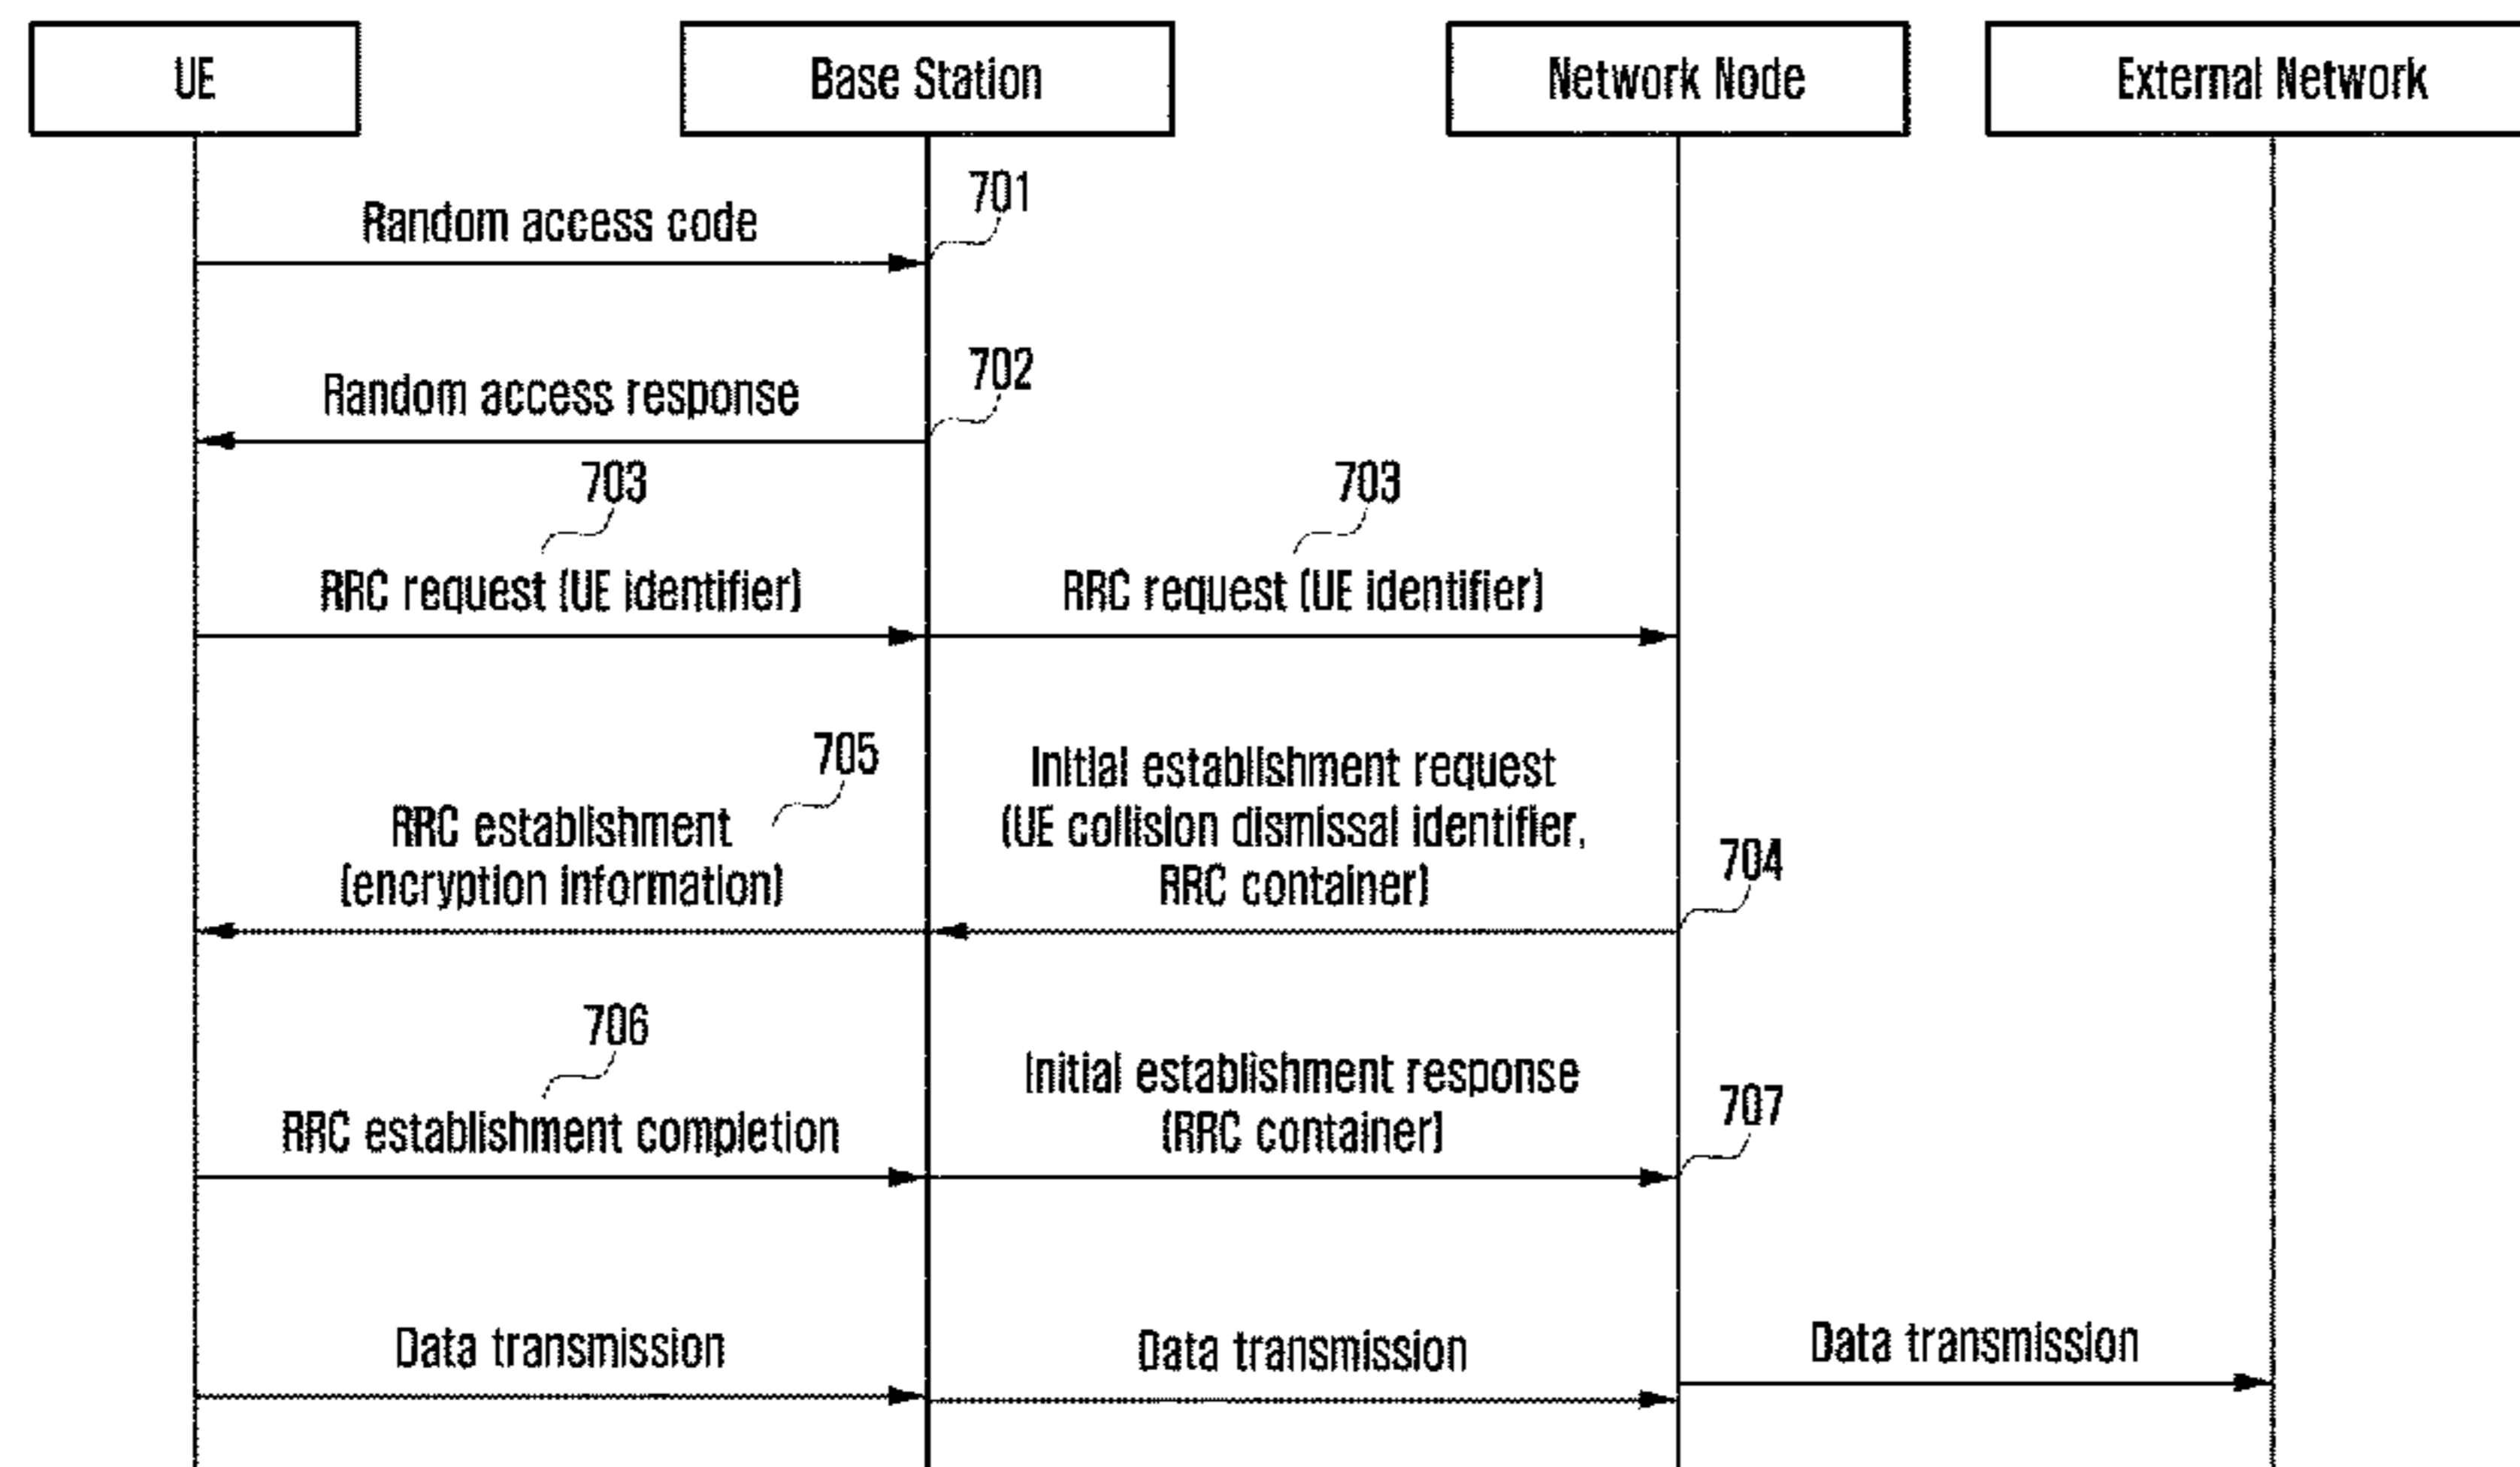 UE
Base Station
Network Node
External Network
701
Random access code
702
Random access response
703
703
RRC request (UE identifier)
RRC request (UE identifier)
705
RRC establishment
(encryption information)
Initial establishment request
(UE collision dismissal identifier,
RRC container)
704
706
RRC establishment completion
Initial establishment response
(RRC container)
707
Data transmission
Data transmission
Data transmission